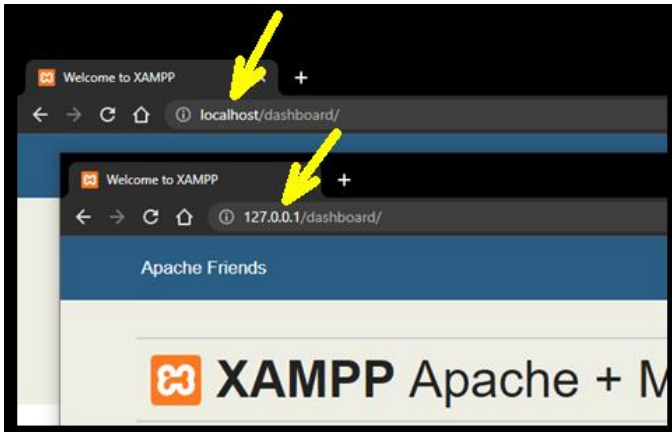 Welcome to XAMPP
localhost/dashboard/
Welcome to XAMPP
127.0.0.1/dashboard/
Apache Friends
XAMPP Apache + M